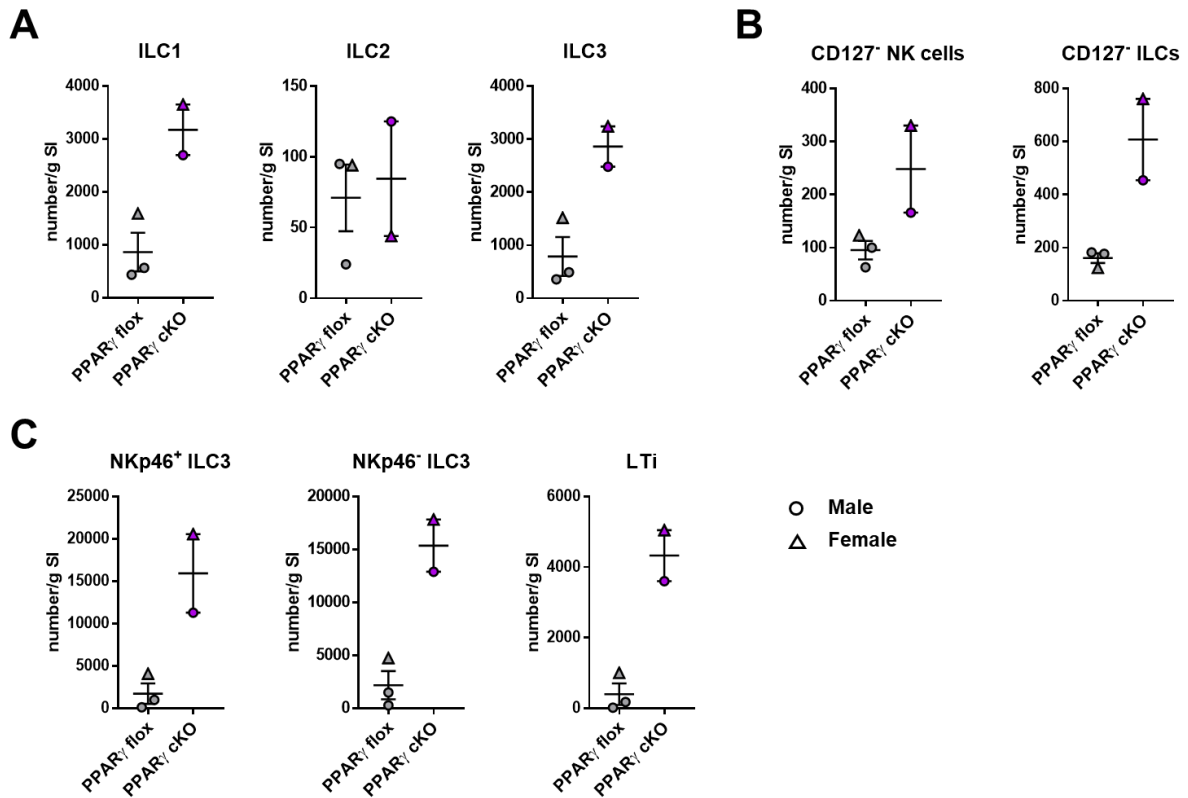 A
B
ILC1
ILC2
ILC3
CD127⁻ NK cells
CD127⁻ ILCs
number/g SI
4000
3000
2000
1000
0
PPARγ flox
PPARγ cKO
number/g SI
150
100
50
0
PPARγ flox
PPARγ cKO
number/g SI
4000
3000
2000
1000
0
PPARγ flox
PPARγ cKO
number/g SI
400
300
200
100
0
PPARγ flox
PPARγ cKO
number/g SI
800
600
400
200
0
PPARγ flox
PPARγ cKO
C
NKp46⁺ ILC3
NKp46⁻ ILC3
LTi
number/g SI
25000
20000
15000
10000
5000
0
PPARγ flox
PPARγ cKO
number/g SI
20000
15000
10000
5000
0
PPARγ flox
PPARγ cKO
number/g SI
6000
4000
2000
0
PPARγ flox
PPARγ cKO
Male
Female